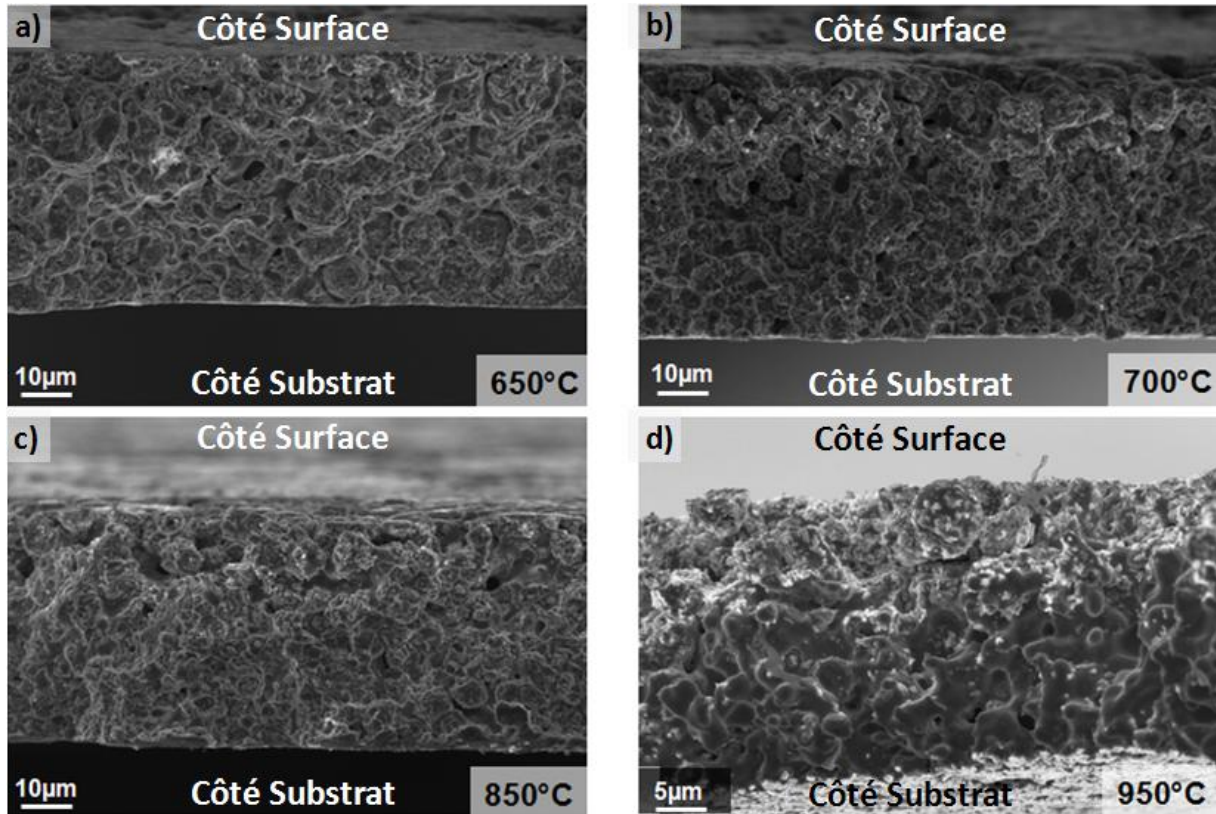 a)
Côté Surface
10µm
Côté Substrat
650°C
b)
Côté Surface
10µm
Côté Substrat
700°C
c)
Côté Surface
10µm
Côté Substrat
850°C
d)
Côté Surface
5µm
Côté Substrat
950°C